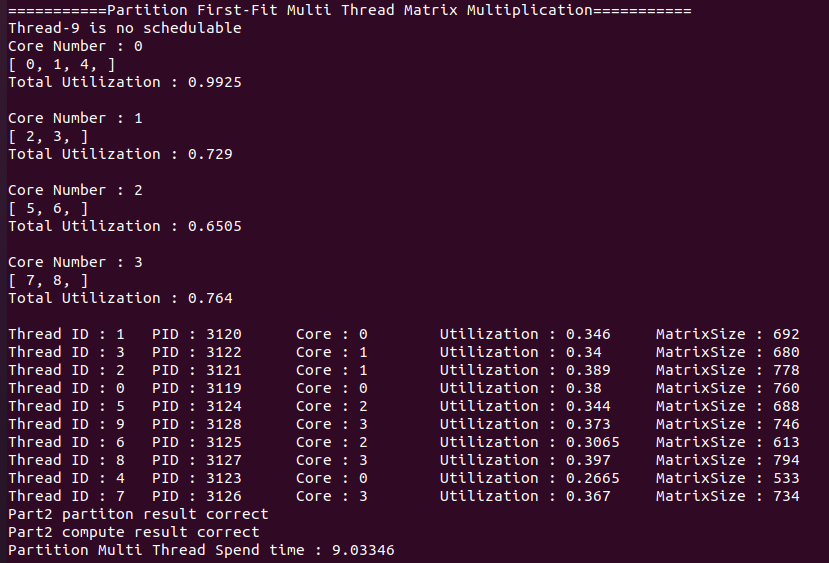 ===========Partition First-Fit Multi Thread Matrix Multiplication===========
Thread-9 is no schedulable
Core Number : 0
[ 0, 1, 4, ]
Total Utilization : 0.9925
Core Number : 1
[ 2, 3, ]
Total Utilization : 0.729
Core Number : 2
[ 5, 6, ]
Total Utilization : 0.6505
Core Number : 3
[ 7, 8, ]
Total Utilization : 0.764
Thread ID : 1   PID : 3120      Core : 0        Utilization : 0.346     MatrixSize : 692
Thread ID : 3   PID : 3122      Core : 1        Utilization : 0.34      MatrixSize : 680
Thread ID : 2   PID : 3121      Core : 1        Utilization : 0.389     MatrixSize : 778
Thread ID : 0   PID : 3119      Core : 0        Utilization : 0.38      MatrixSize : 760
Thread ID : 5   PID : 3124      Core : 2        Utilization : 0.344     MatrixSize : 688
Thread ID : 9   PID : 3128      Core : 3        Utilization : 0.373     MatrixSize : 746
Thread ID : 6   PID : 3125      Core : 2        Utilization : 0.3065    MatrixSize : 613
Thread ID : 8   PID : 3127      Core : 3        Utilization : 0.397     MatrixSize : 794
Thread ID : 4   PID : 3123      Core : 0        Utilization : 0.2665    MatrixSize : 533
Thread ID : 7   PID : 3126      Core : 3        Utilization : 0.367     MatrixSize : 734
Part2 partiton result correct
Part2 compute result correct
Partition Multi Thread Spend time : 9.03346